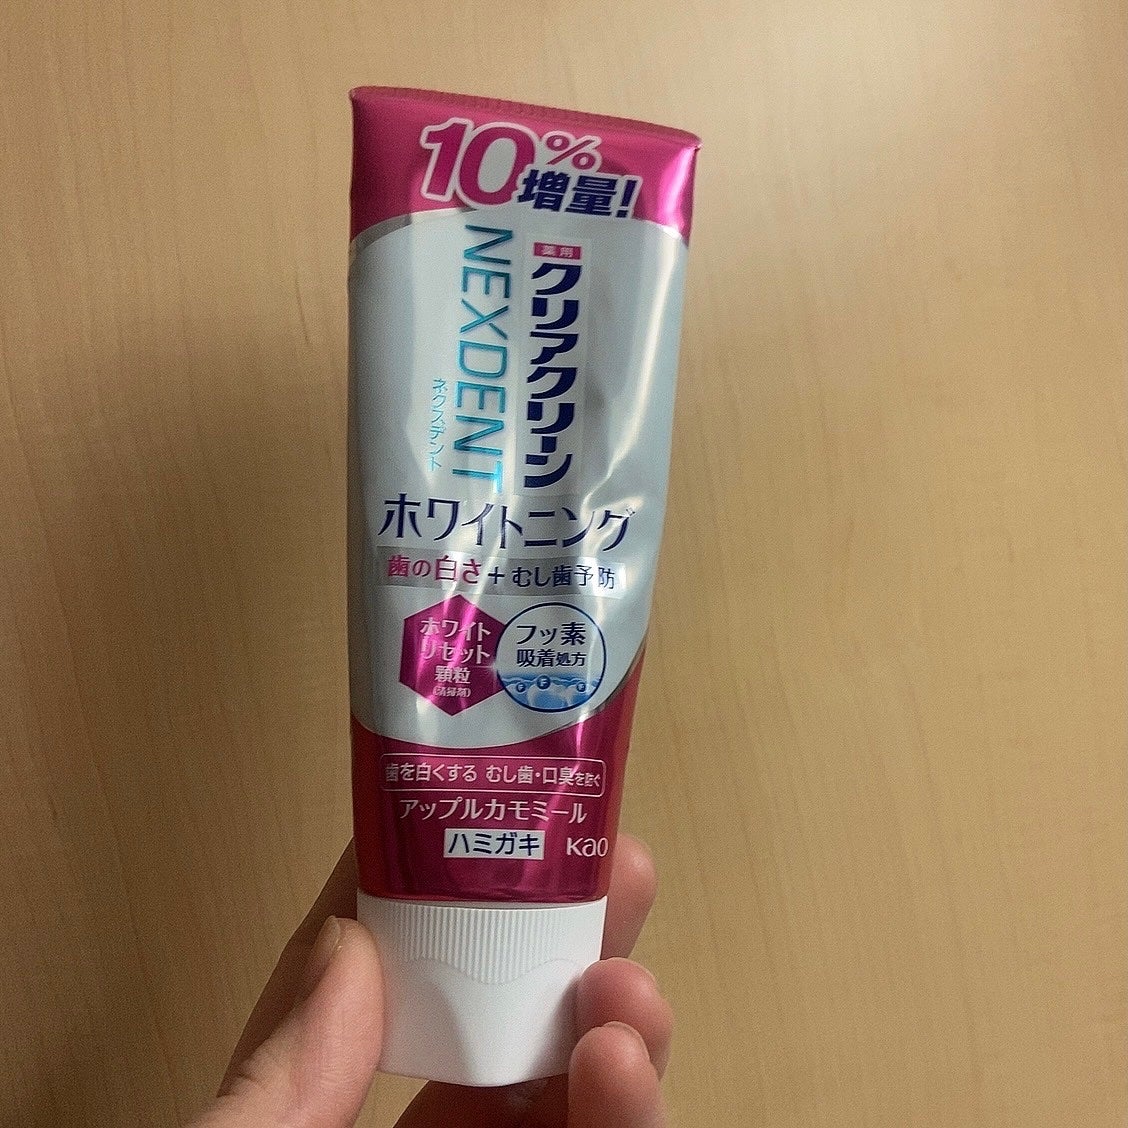 10%
増量!
薬用
クリアクリーン
NEXDENT
ネクスデント
ホワイトニング
歯の白さ+むし歯予防
ホワイト
リセット
顆粒
(清掃剤)
フッ素
吸着処方
F F F
歯を白くする むし歯・口臭を防ぐ
アップルカモミール
ハミガキ
Kao